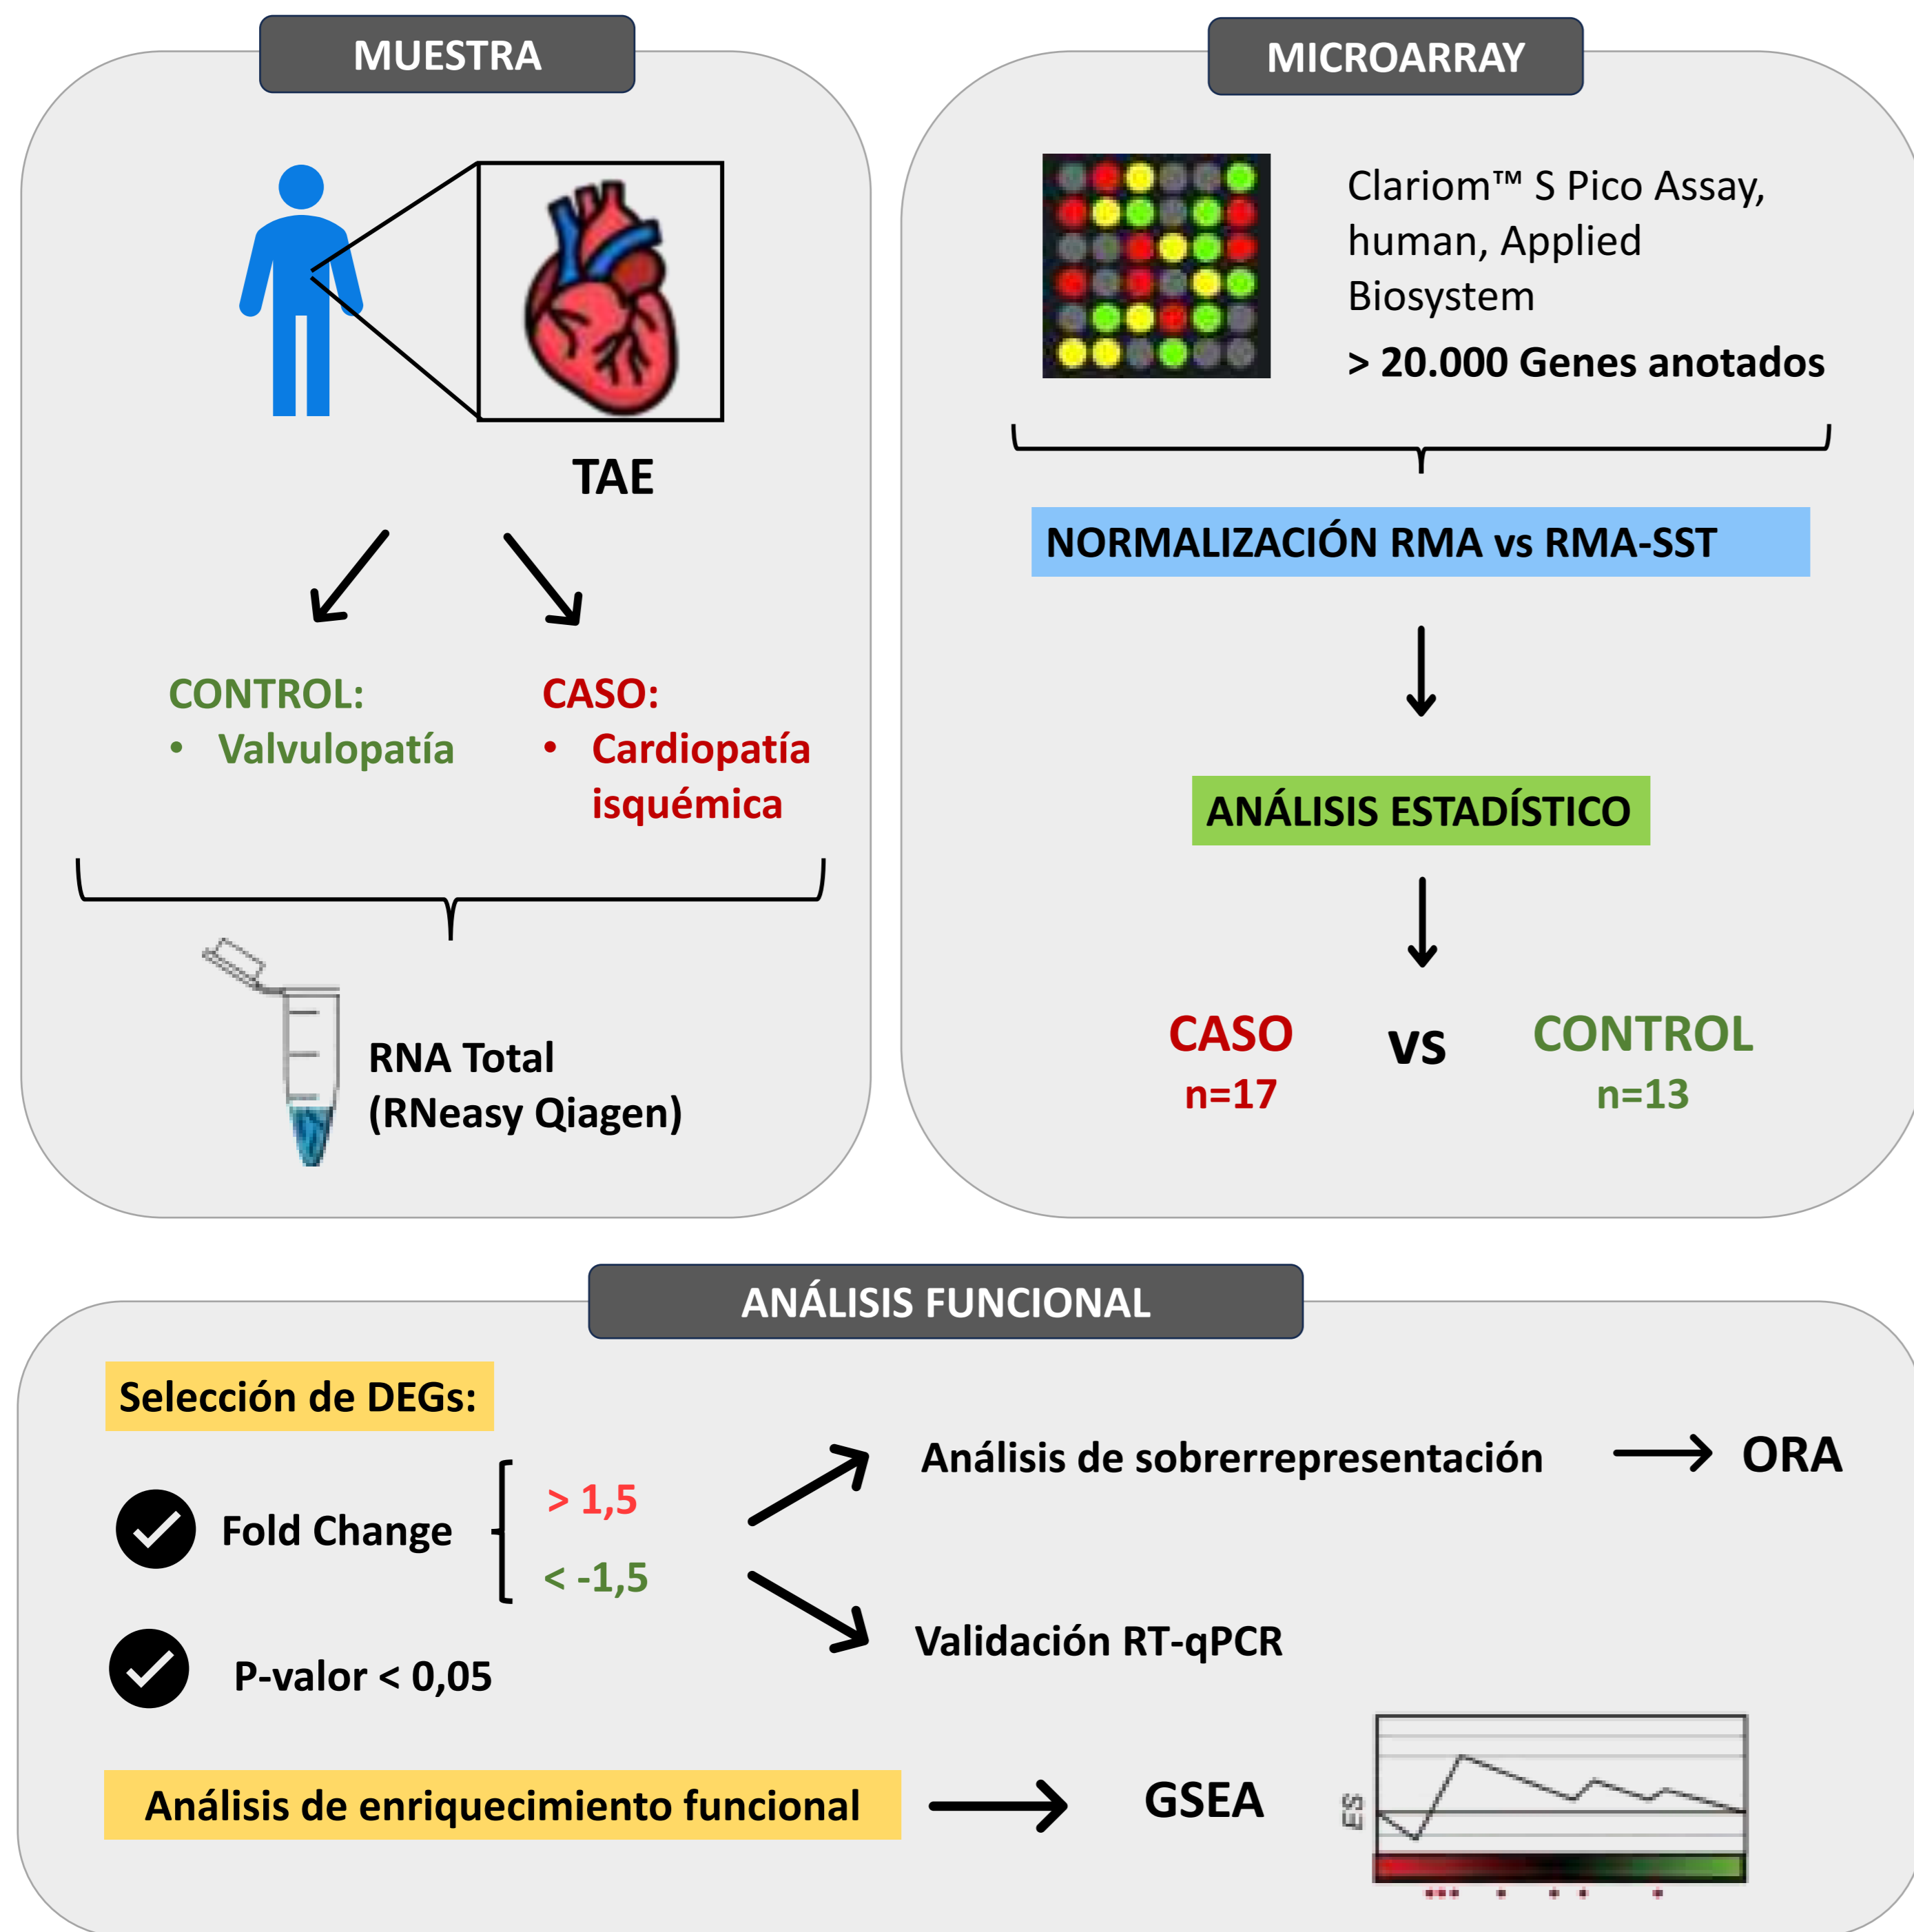 MUESTRA
TAE
CONTROL:
• Valvulopatía
CASO:
• Cardiopatía
isquémica
RNA Total
(RNeasy Qiagen)
MICROARRAY
Clariom™ S Pico Assay,
human, Applied
Biosystem
> 20.000 Genes anotados
NORMALIZACIÓN RMA vs RMA-SST
ANÁLISIS ESTADÍSTICO
CASO vs CONTROL
n=17 n=13
ANÁLISIS FUNCIONAL
Selección de DEGs:
Fold Change
> 1,5
< -1,5
P-valor < 0,05
Análisis de sobrerrepresentación
ORA
Validación RT-qPCR
Análisis de enriquecimiento funcional
GSEA
ES